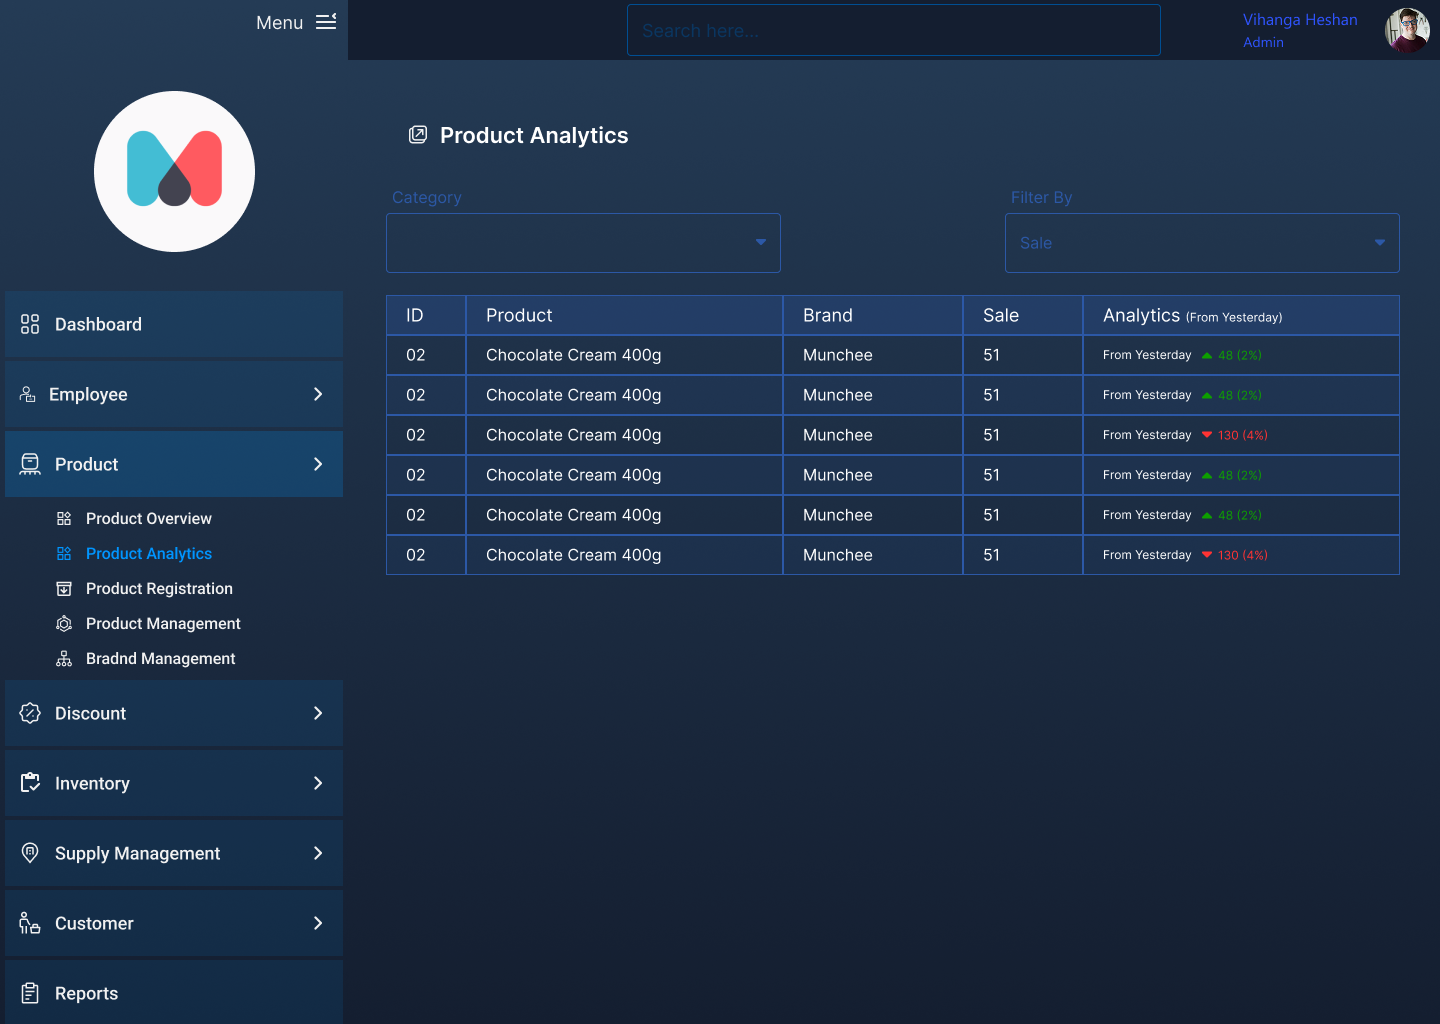 Menu
Search here...
Vihanga Heshan
Admin
Product Analytics
Category
Filter By
Sale
ID Product Brand Sale Analytics (From Yesterday)
02 Chocolate Cream 400g Munchee 51 From Yesterday 48 (2%)
02 Chocolate Cream 400g Munchee 51 From Yesterday 48 (2%)
02 Chocolate Cream 400g Munchee 51 From Yesterday 130 (4%)
02 Chocolate Cream 400g Munchee 51 From Yesterday 48 (2%)
02 Chocolate Cream 400g Munchee 51 From Yesterday 48 (2%)
02 Chocolate Cream 400g Munchee 51 From Yesterday 130 (4%)
Dashboard
Employee
Product
Product Overview
Product Analytics
Product Registration
Product Management
Bradnd Management
Discount
Inventory
Supply Management
Customer
Reports